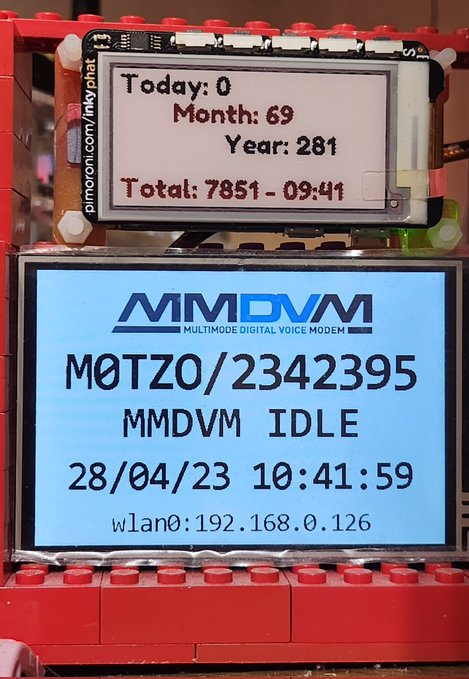 pimoroni.com/inkyphat
Today: 0
Month: 69
Year: 281
Total: 7851 - 09:41
MMDVM
MULTIMODE DIGITAL VOICE MODEM
M0TZO/2342395
MMDVM IDLE
28/04/23 10:41:59
wlan0:192.168.0.126